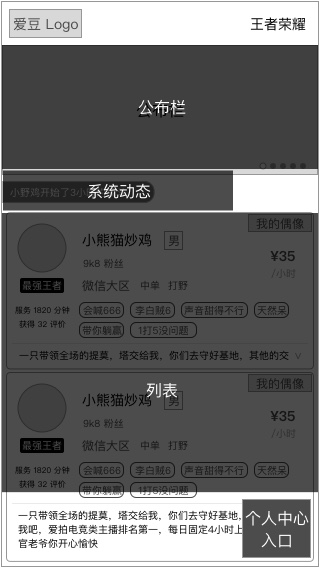 爱豆 Logo
王者荣耀
公布栏
小野鸡开始了3小
系统动态
我的偶像
小熊猫炒鸡 男
¥35
9k8 粉丝
/小时
最强王者
微信大区 中单 打野
服务 1820 分钟
获得 32 评价
会喊666 李白贼6 声音甜得不行 天然呆
带你躺赢 1打5没问题
一只带领全场的提莫，塔交给我，你们去守好基地，其他的交
列表
我的偶像
小熊猫炒鸡 男
¥35
9k8 粉丝
/小时
最强王者
微信大区 中单 打野
服务 1820 分钟
获得 32 评价
会喊666 李白贼6 声音甜得不行 天然呆
带你躺赢 1打5没问题
一只带领全场的提莫，塔交给我，你们去守好基地，
我吧，爱拍电竞类主播排名第一，每日固定4小时上
官老爷你开心愉快
个人中心
入口